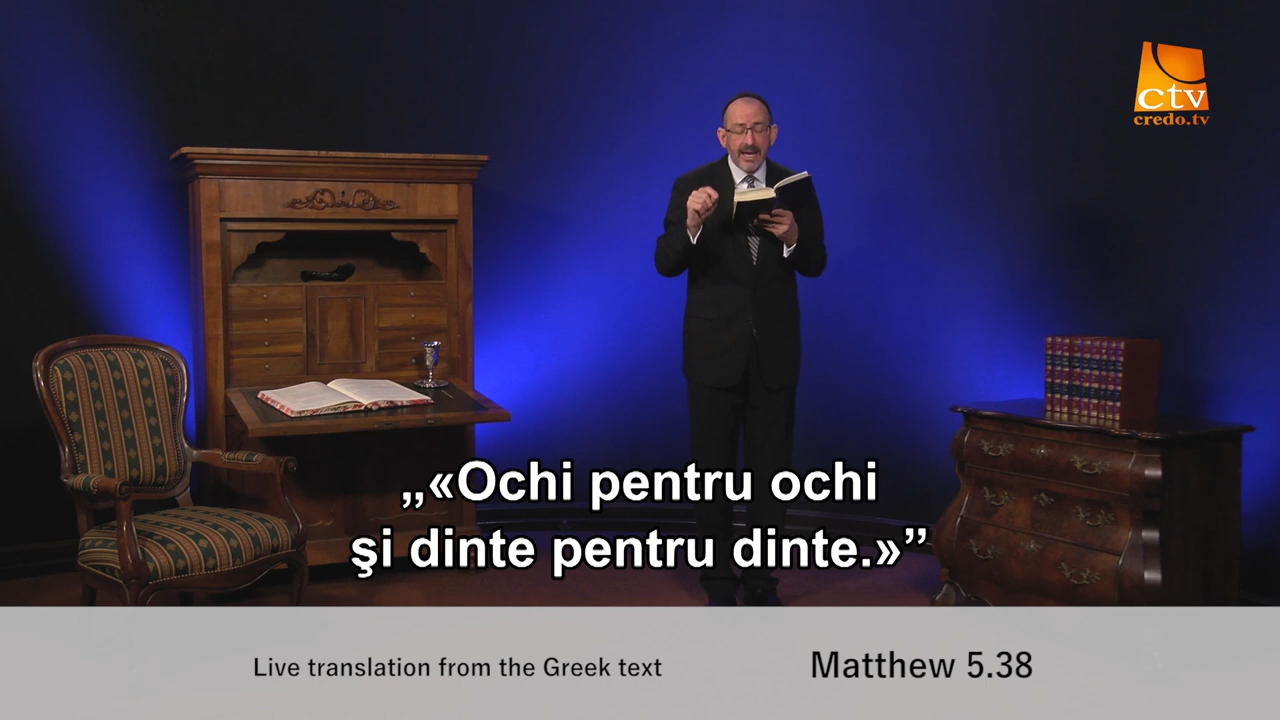 ctv
credo.tv
„«Ochi pentru ochi
şi dinte pentru dinte.»”
Live translation from the Greek text
Matthew 5.38